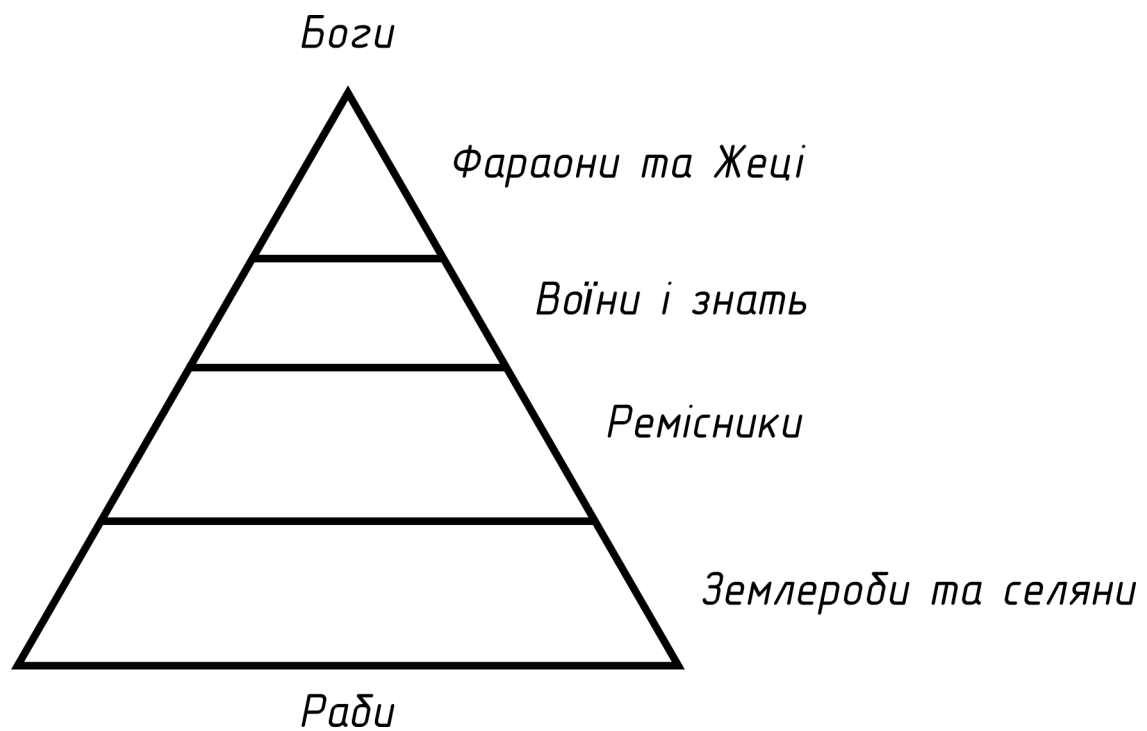 Боги
Фараони та Жеці
Воїни і знать
Ремісники
Землероби та селяни
Раби